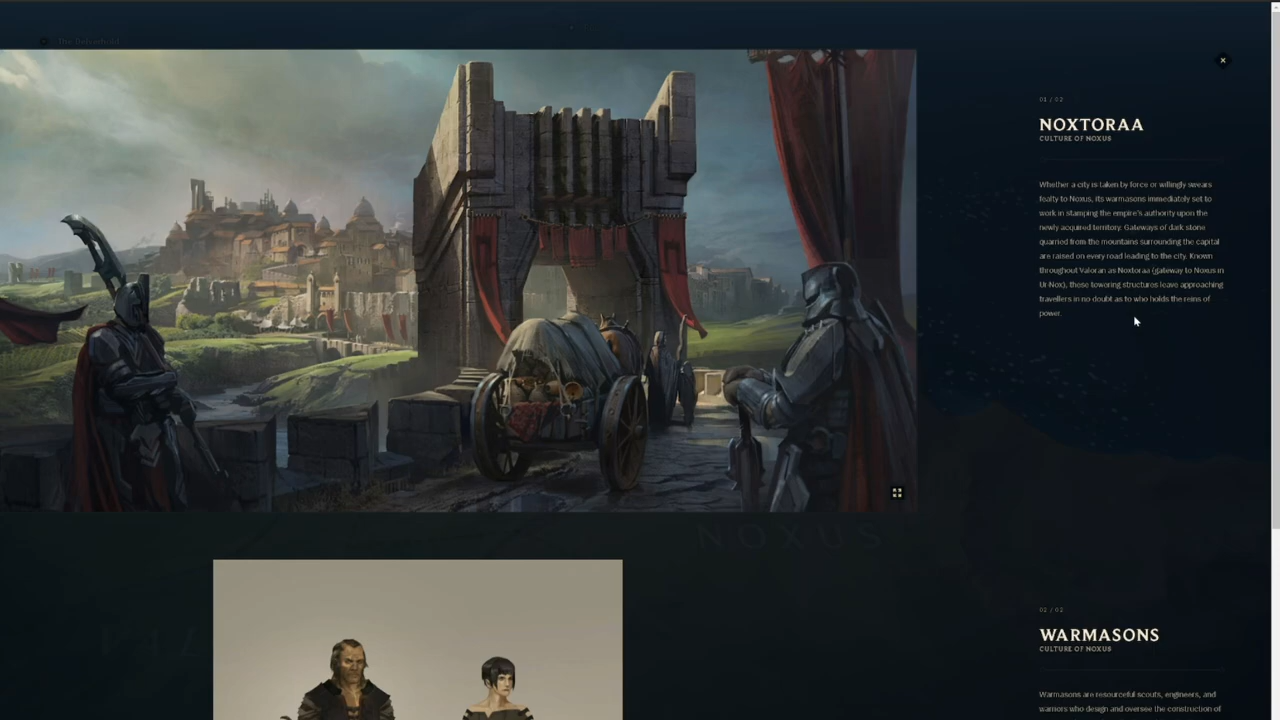 The Delverhold
01 / 02
NOXTORAA
CULTURE OF NOXUS
Whether a city is taken by force or willingly swears
fealty to Noxus, its warmasons immediately set to
work in stamping the empire's authority upon the
newly acquired territory. Gateways of dark stone
quarried from the mountains surrounding the capital
are raised on every road leading to the city. Known
throughout Valoran as Noxtoraa (gateway to Noxus in
Ur-Nox), these towering structures leave approaching
travellers in no doubt as to who holds the reins of
power.
NOXUS
02 / 02
WARMASONS
CULTURE OF NOXUS
Warmasons are resourceful scouts, engineers, and
warriors who design and oversee the construction of